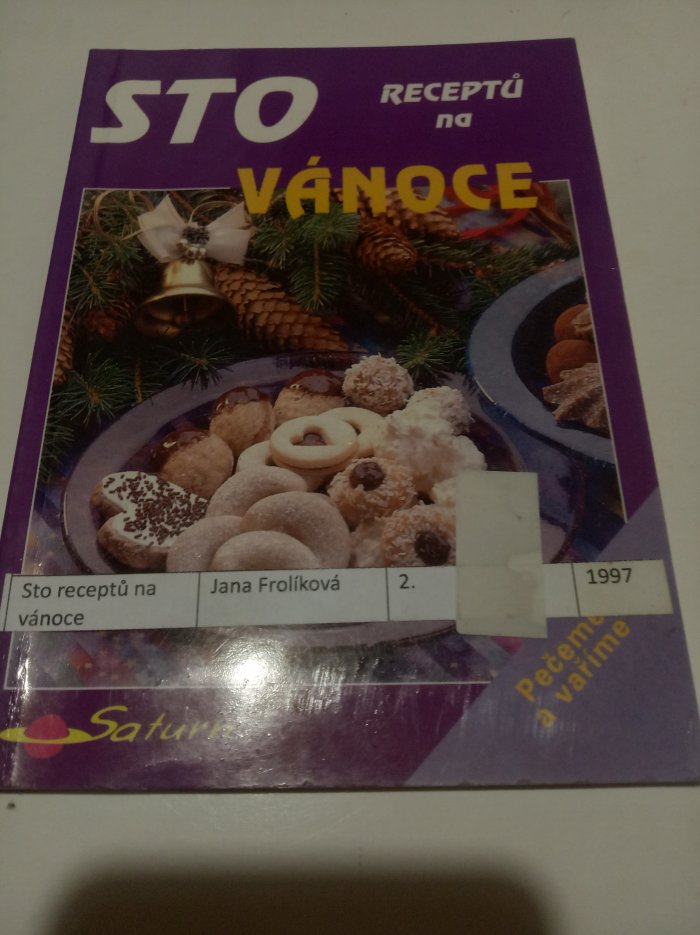 STO RECEPTŮ
na
VÁNOCE
Sto receptů na
vánoce
Jana Frolíková
2.
1997
Pečeme
a vaříme
Saturn